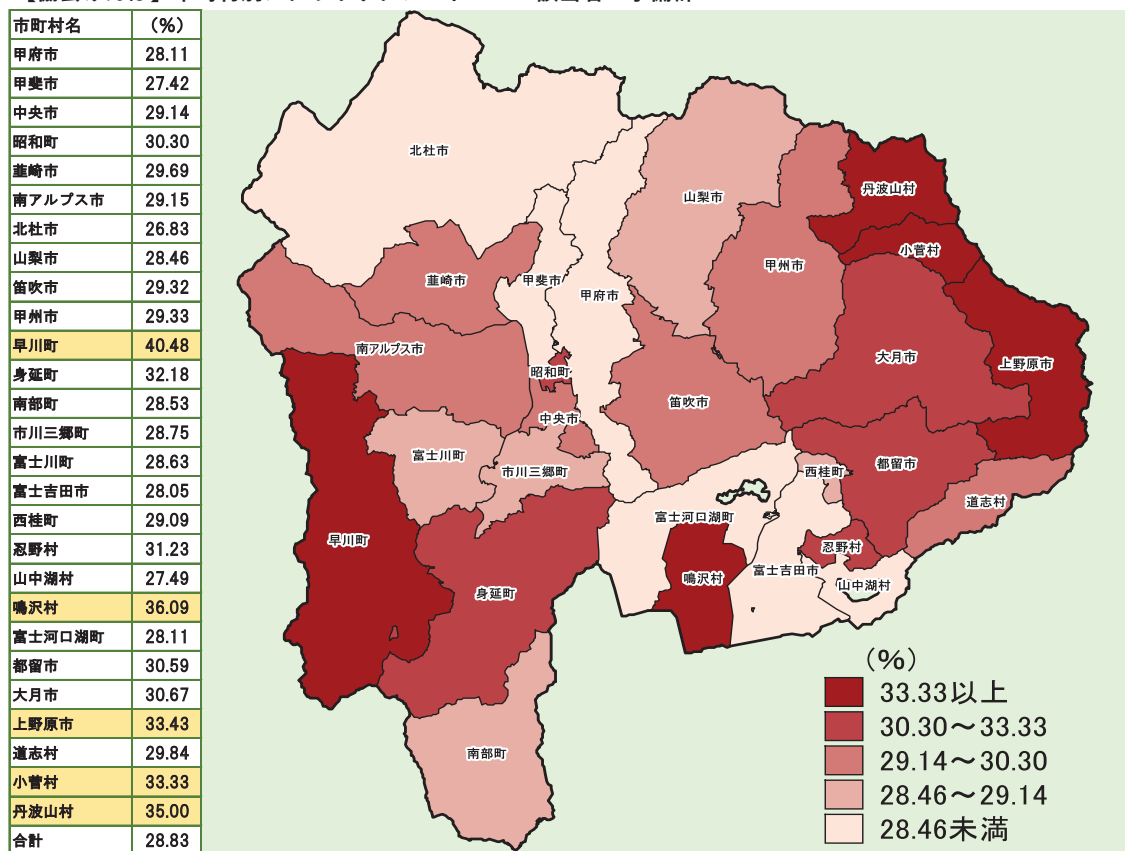 市町村名 (%)
甲府市 28.11
甲斐市 27.42
中央市 29.14
昭和町 30.30
韮崎市 29.69
南アルプス市 29.15
北杜市 26.83
山梨市 28.46
笛吹市 29.32
甲州市 29.33
早川町 40.48
身延町 32.18
南部町 28.53
市川三郷町 28.75
富士川町 28.63
富士吉田市 28.05
西桂町 29.09
忍野村 31.23
山中湖村 27.49
鳴沢村 36.09
富士河口湖町 28.11
都留市 30.59
大月市 30.67
上野原市 33.43
道志村 29.84
小菅村 33.33
丹波山村 35.00
合計 28.83
北杜市
丹波山村
山梨市
小菅村
甲州市
韮崎市
甲斐市
甲府市
南アルプス市
大月市
上野原市
昭和町
笛吹市
中央市
富士川町
市川三郷町
西桂町
都留市
道志村
富士河口湖町
早川町
忍野村
鳴沢村
富士吉田市
山中湖村
身延町
南部町
(%)
33.33以上
30.30～33.33
29.14～30.30
28.46～29.14
28.46未満